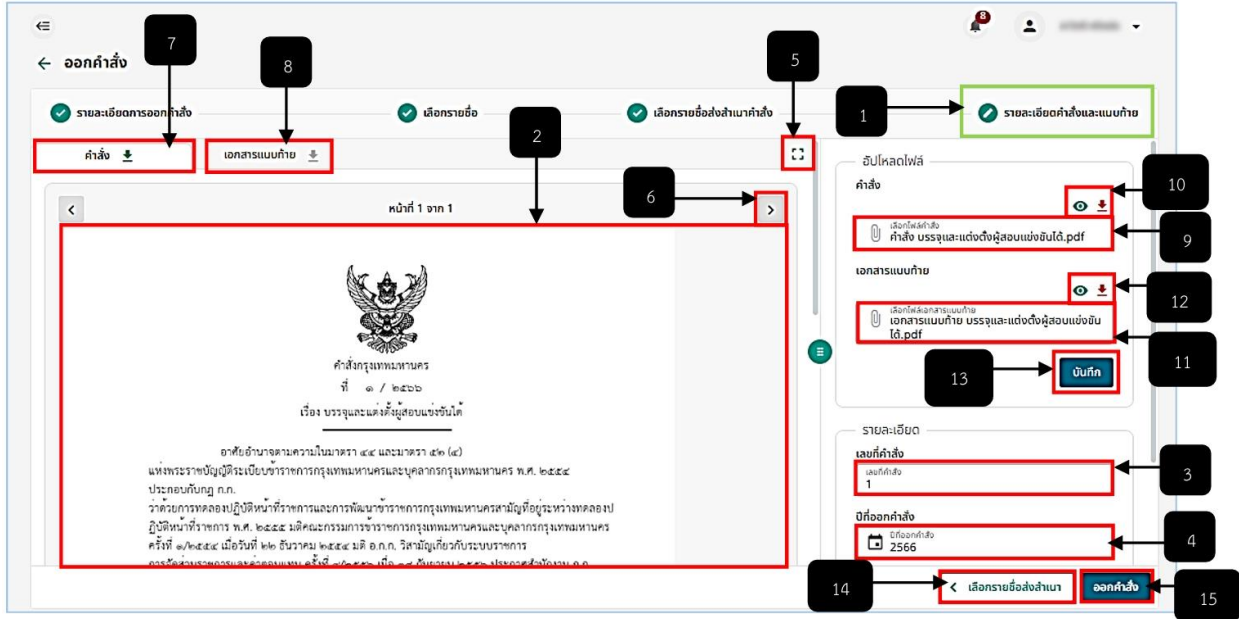 8
7
8
5
ออกคำสั่ง
1
รายละเอียดการออกคำสั่ง
เลือกรายชื่อ
เลือกรายชื่อส่งสำเนาคำสั่ง
รายละเอียดคำสั่งและแนบท้าย
2
คำสั่ง
เอกสารแนบท้าย
อัปโหลดไฟล์
คำสั่ง
10
6
หน้าที่ 1 จาก 1
เลือกไฟล์คำสั่ง
คำสั่ง บรรจุและแต่งตั้งผู้สอบแข่งขันได้.pdf
9
เอกสารแนบท้าย
12
เลือกไฟล์เอกสารแนบท้าย
เอกสารแนบท้าย บรรจุและแต่งตั้งผู้สอบแข่งขัน
ได้.pdf
11
13
บันทึก
คำสั่งกรุงเทพมหานคร
ที่ ๑ / ๒๕๖๖
เรื่อง บรรจุและแต่งตั้งผู้สอบแข่งขันได้
อาศัยอำนาจตามความในมาตรา ๔๔ และมาตรา ๕๒ (๔)
แห่งพระราชบัญญัติระเบียบข้าราชการกรุงเทพมหานครและบุคลากรกรุงเทพมหานคร พ.ศ. ๒๕๕๔
ประกอบกับกฎ ก.ก.
ว่าด้วยการทดลองปฏิบัติหน้าที่ราชการและการพัฒนาข้าราชการกรุงเทพมหานครสามัญที่อยู่ระหว่างทดลองป
ฏิบัติหน้าที่ราชการ พ.ศ. ๒๕๕๕ มติคณะกรรมการข้าราชการกรุงเทพมหานครและบุคลากรกรุงเทพมหานคร
ครั้งที่ ๑/๒๕๕๔ เมื่อวันที่ ๒๒ ธันวาคม ๒๕๕๔ มติ อ.ก.ก. วิสามัญเกี่ยวกับระบบราชการ
รายละเอียด
เลขที่คำสั่ง
เลขที่คำสั่ง
1
3
ปีที่ออกคำสั่ง
ปีที่ออกคำสั่ง
2566
4
14
เลือกรายชื่อส่งสำเนา
ออกคำสั่ง
15